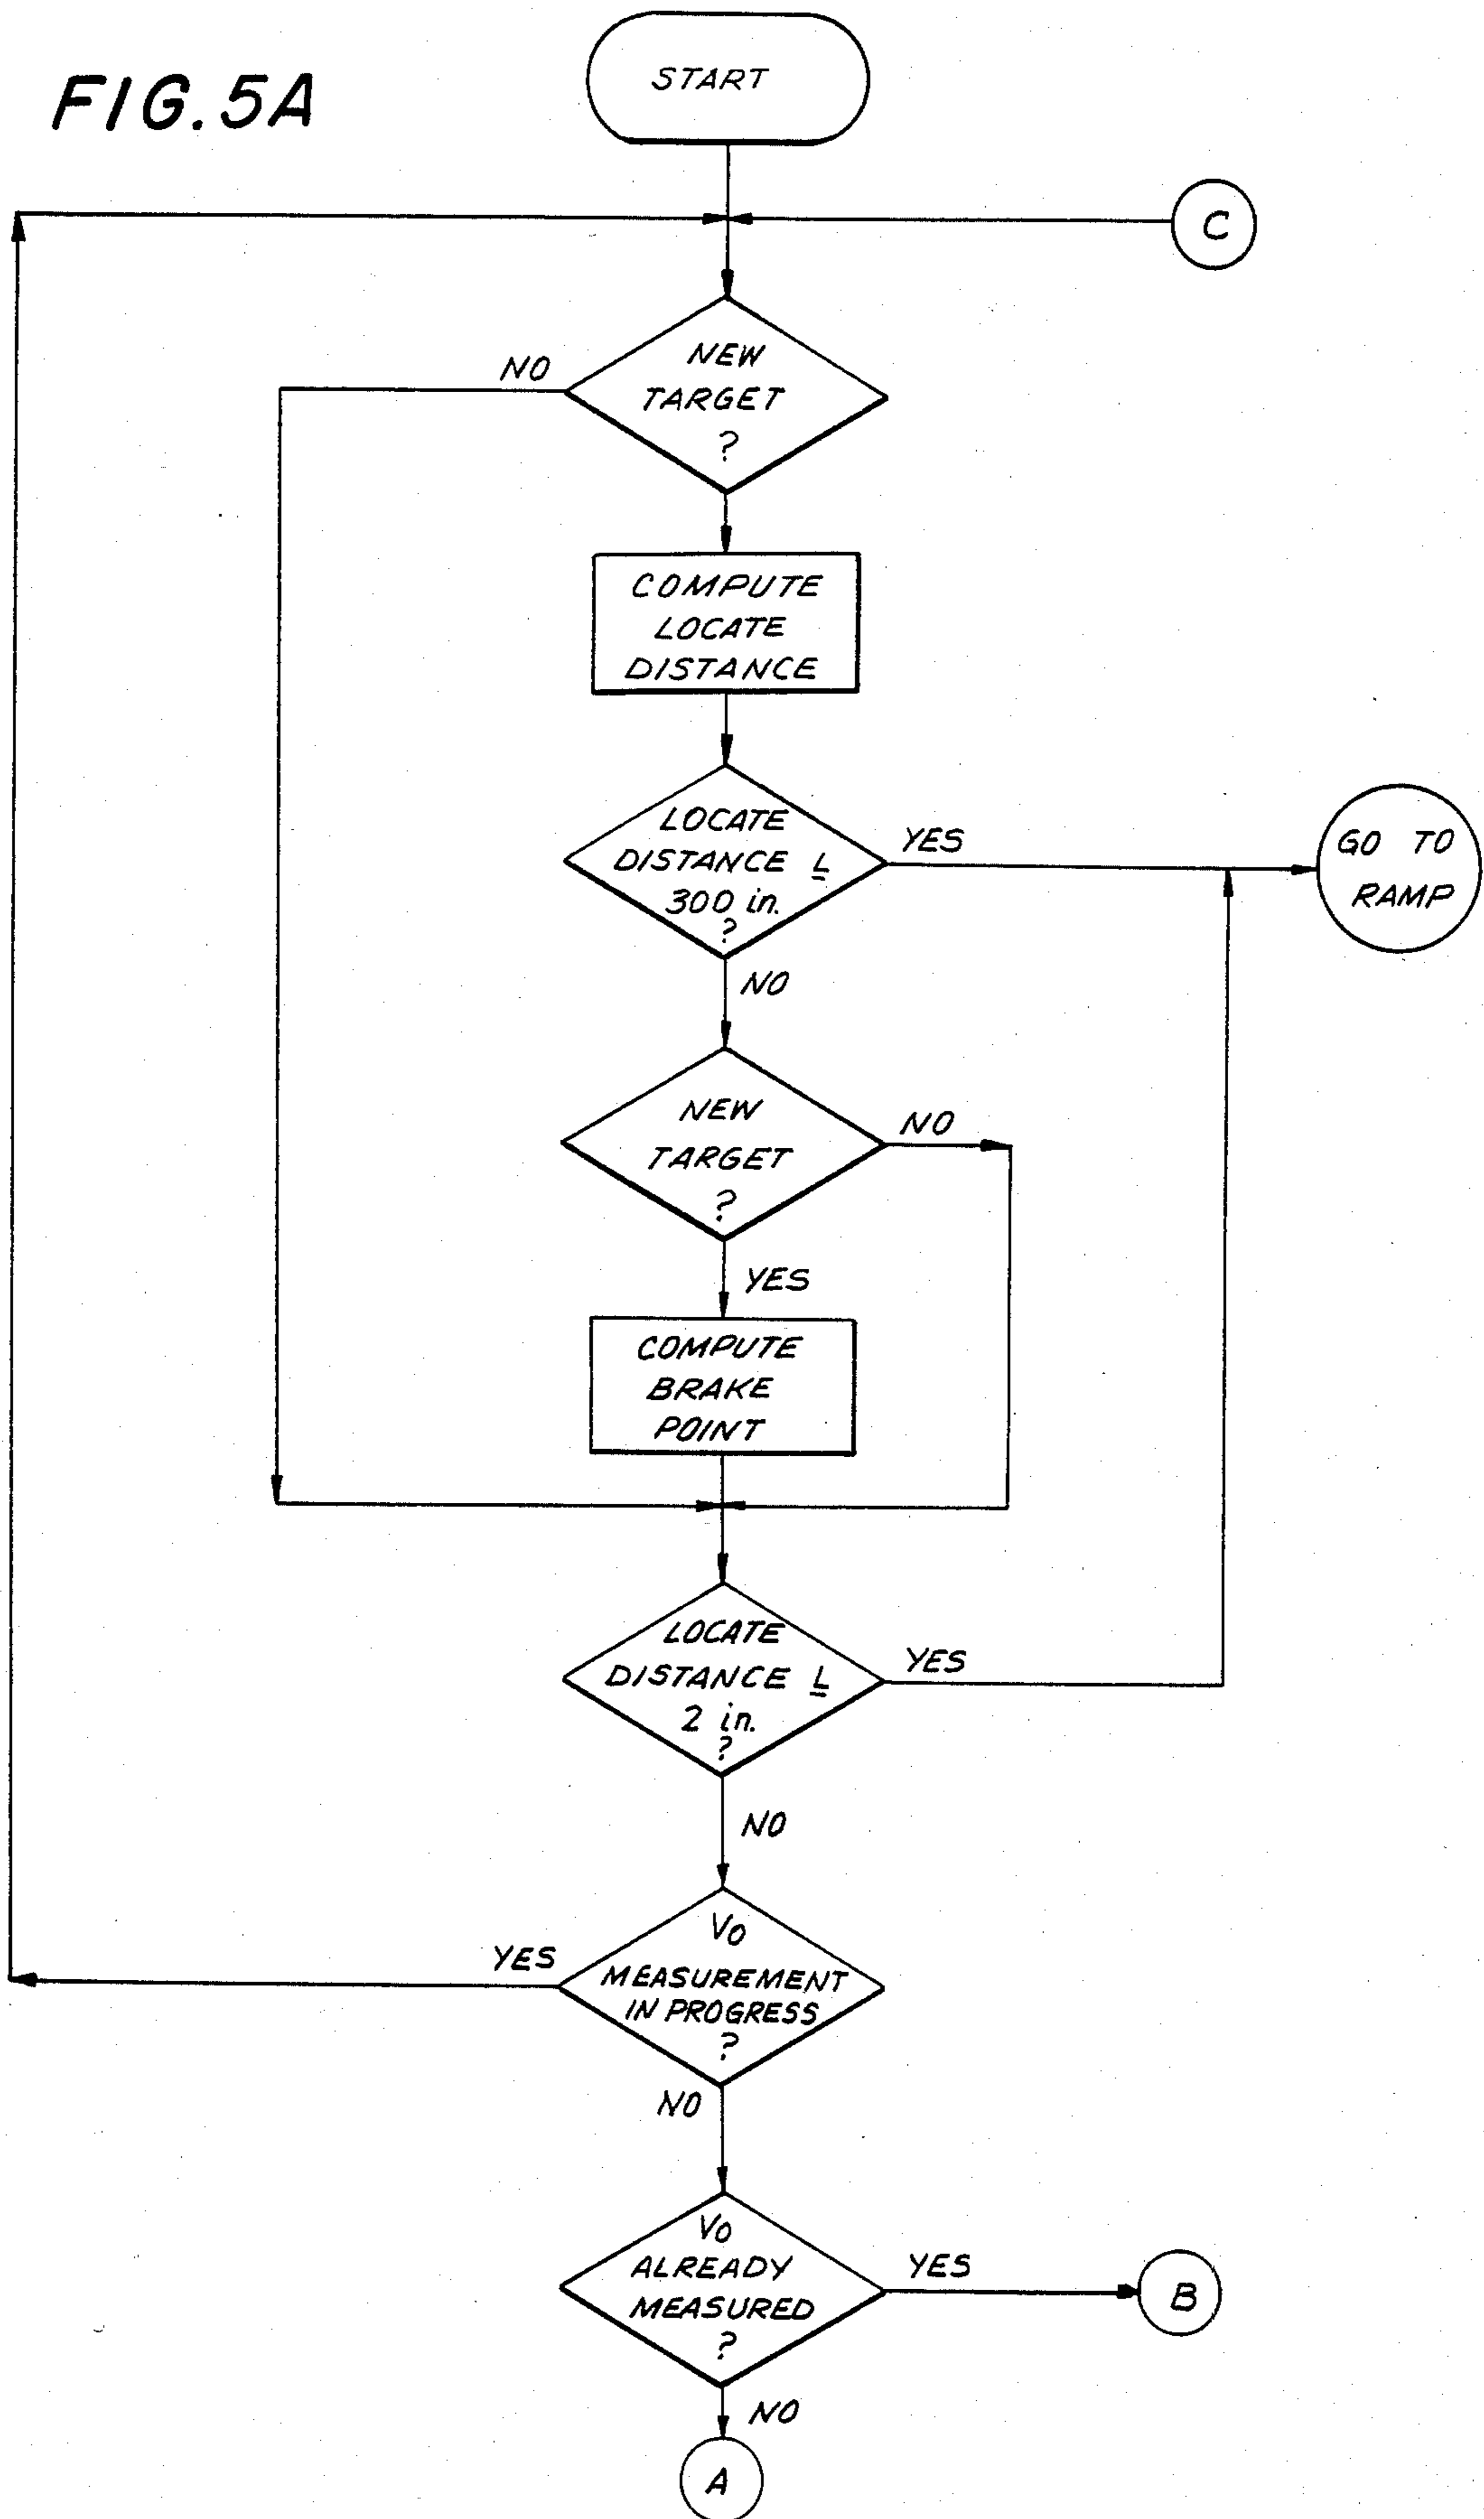 FIG.5A
START
C
NO
NEW
TARGET
?
COMPUTE
LOCATE
DISTANCE
LOCATE
DISTANCE L
300 in.
?
YES
GO TO
RAMP
NO
NEW
TARGET
?
NO
YES
COMPUTE
BRAKE
POINT
LOCATE
DISTANCE L
2 in.
?
YES
NO
YES
Vo
MEASUREMENT
IN PROGRESS
?
NO
Vo
ALREADY
MEASURED
?
YES
B
NO
A